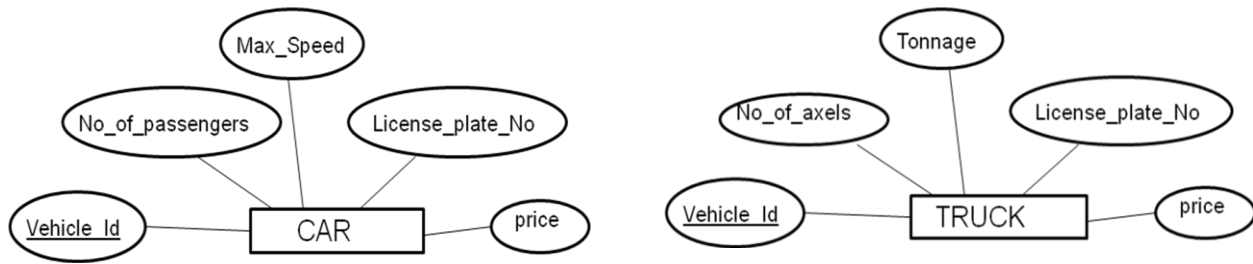 Max_Speed
No_of_passengers
License_plate_No
Vehicle_Id
CAR
price
Tonnage
No_of_axels
License_plate_No
Vehicle_Id
TRUCK
price